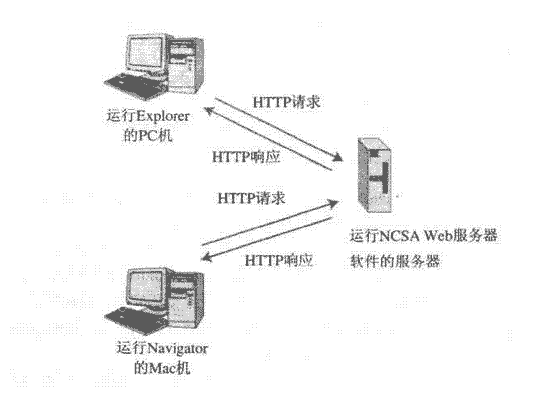 运行Explorer
的PC机
HTTP请求
HTTP响应
HTTP请求
运行NCSA Web服务器
软件的服务器
HTTP响应
运行Navigator
的Mac机